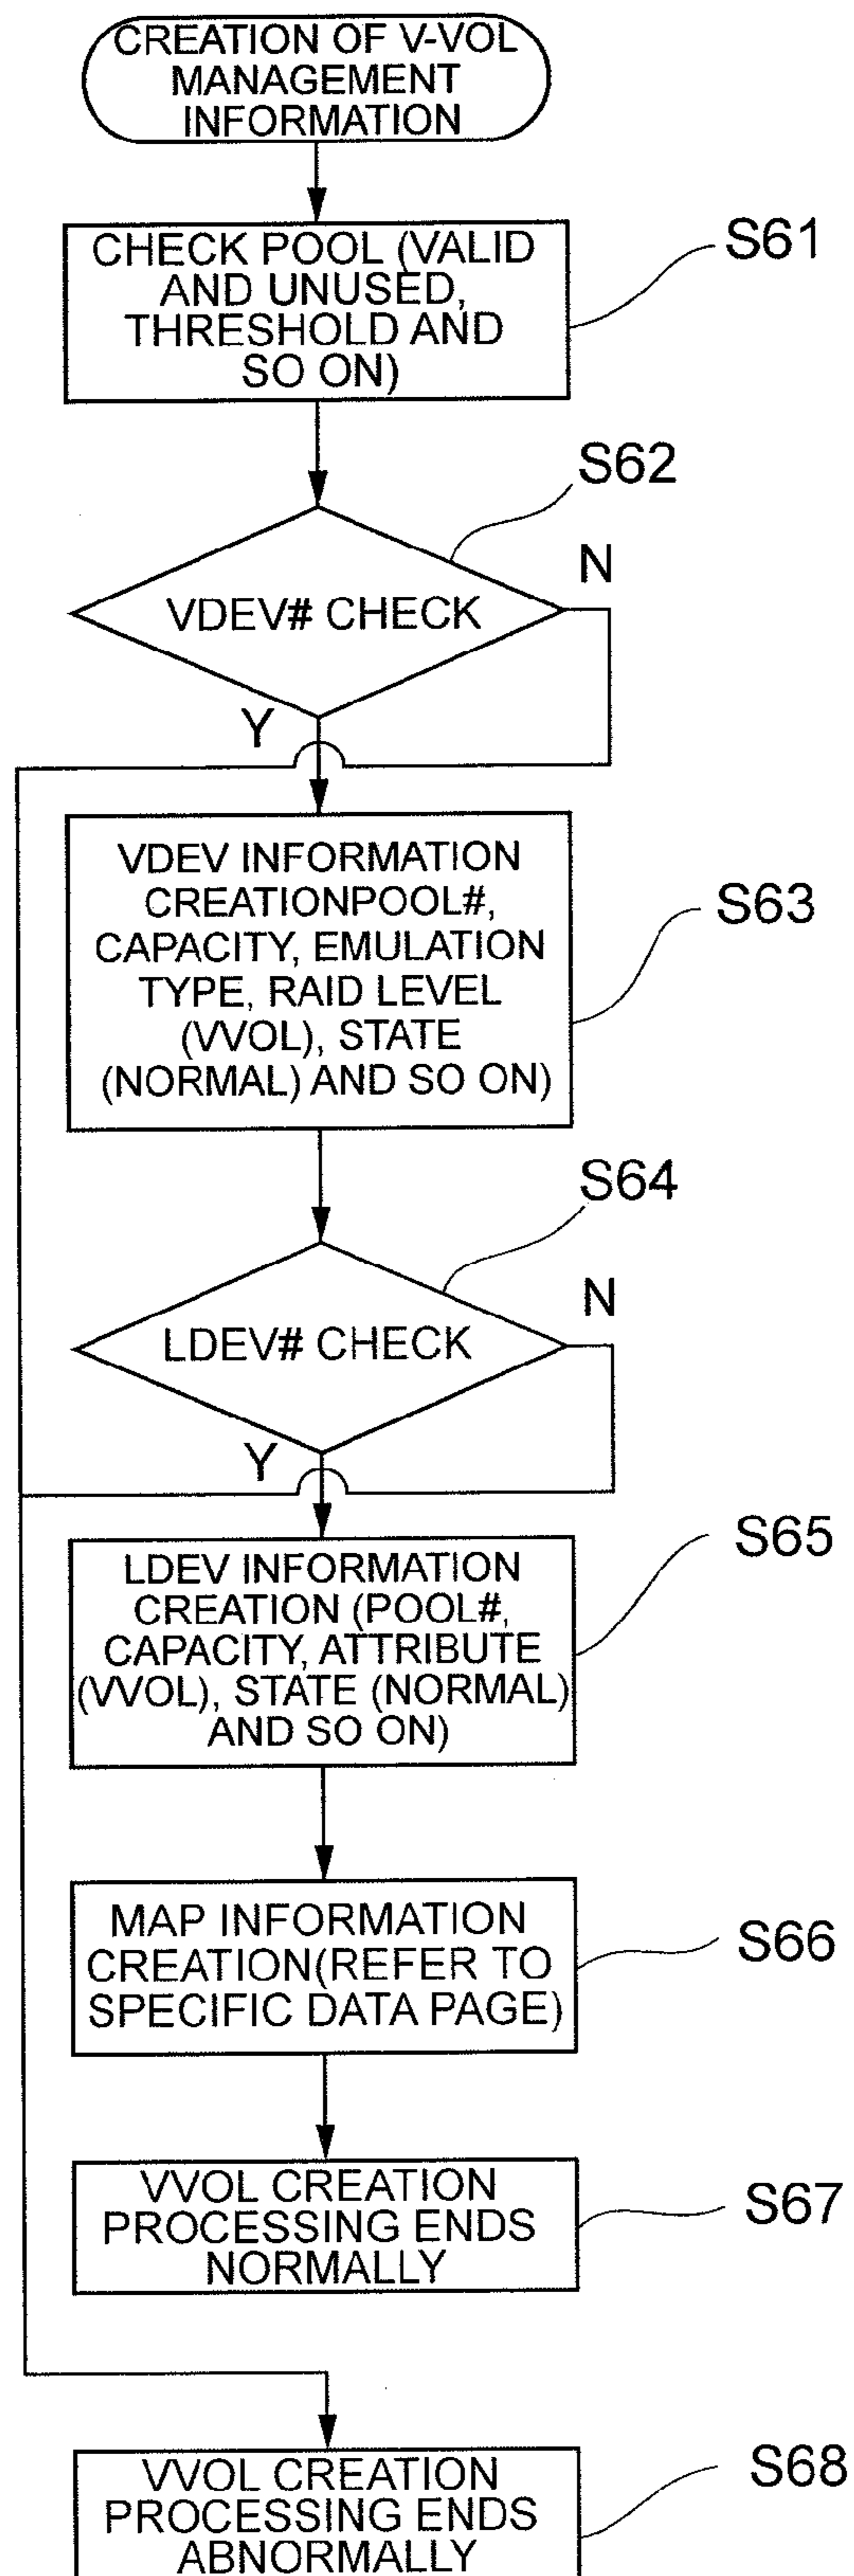 CREATION OF V-VOL
MANAGEMENT
INFORMATION
CHECK POOL (VALID
AND UNUSED,
THRESHOLD AND
SO ON)
S61
S62
VDEV# CHECK
N
Y
VDEV INFORMATION
CREATIONPOOL#,
CAPACITY, EMULATION
TYPE, RAID LEVEL
(VVOL), STATE
(NORMAL) AND SO ON)
S63
S64
LDEV# CHECK
N
Y
LDEV INFORMATION
CREATION (POOL#,
CAPACITY, ATTRIBUTE
(VVOL), STATE (NORMAL)
AND SO ON)
S65
MAP INFORMATION
CREATION(REFER TO
SPECIFIC DATA PAGE)
S66
VVOL CREATION
PROCESSING ENDS
NORMALLY
S67
VVOL CREATION
PROCESSING ENDS
ABNORMALLY
S68